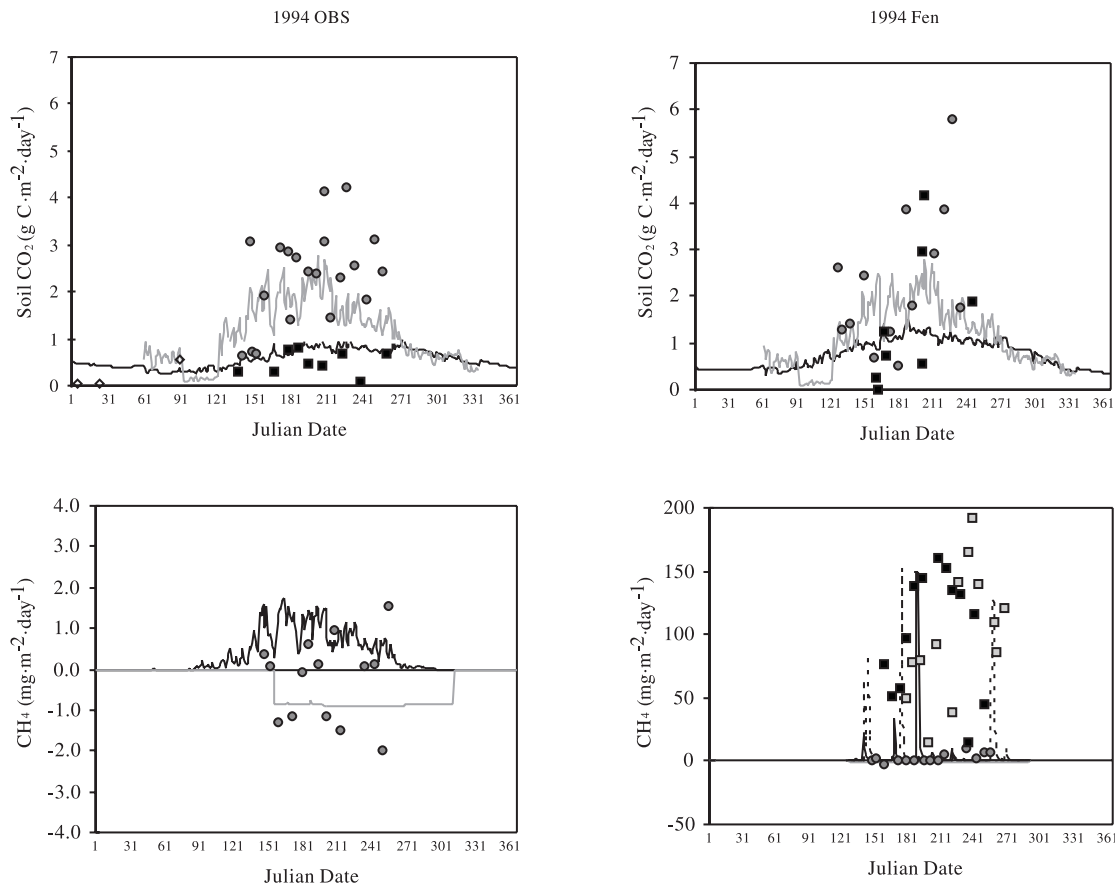 1994 OBS
1994 Fen
7
6
5
4
3
2
1
0
Soil CO₂ (g C·m⁻²·day⁻¹)
1 31 61 91 121 151 181 211 241 271 301 331 361
Julian Date
7
6
5
4
3
2
1
0
Soil CO₂ (g C·m⁻²·day⁻¹)
1 31 61 91 121 151 181 211 241 271 301 331 361
Julian Date
4.0
3.0
2.0
1.0
0.0
-1.0
-2.0
-3.0
-4.0
CH₄ (mg·m⁻²·day⁻¹)
1 31 61 91 121 151 181 211 241 271 301 331 361
Julian Date
200
150
100
50
0
-50
CH₄ (mg·m⁻²·day⁻¹)
1 31 61 91 121 151 181 211 241 271 301 331 361
Julian Date